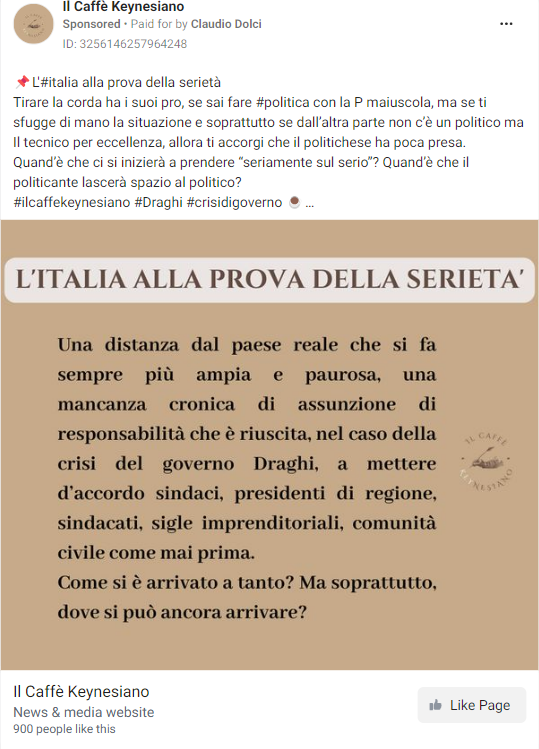 Il Caffè Keynesiano
Sponsored • Paid for by Claudio Dolci
ID: 3256146257964248
📌 L'#italia alla prova della serietà
Tirare la corda ha i suoi pro, se sai fare #politica con la P maiuscola, ma se ti
sfugge di mano la situazione e soprattutto se dall’altra parte non c’è un politico ma
Il tecnico per eccellenza, allora ti accorgi che il politichese ha poca presa.
Quand’è che ci si inizierà a prendere “seriamente sul serio”? Quand’è che il
politicante lascerà spazio al politico?
#ilcaffekeynesiano #Draghi #crisidigoverno ☕ ...
L'ITALIA ALLA PROVA DELLA SERIETA'
Una distanza dal paese reale che si fa
sempre più ampia e paurosa, una
mancanza cronica di assunzione di
responsabilità che è riuscita, nel caso della
crisi del governo Draghi, a mettere
d’accordo sindaci, presidenti di regione,
sindacati, sigle imprenditoriali, comunità
civile come mai prima.
Come si è arrivato a tanto? Ma soprattutto,
dove si può ancora arrivare?
IL CAFFÈ
KEYNESIANO
Il Caffè Keynesiano
News & media website
900 people like this
Like Page